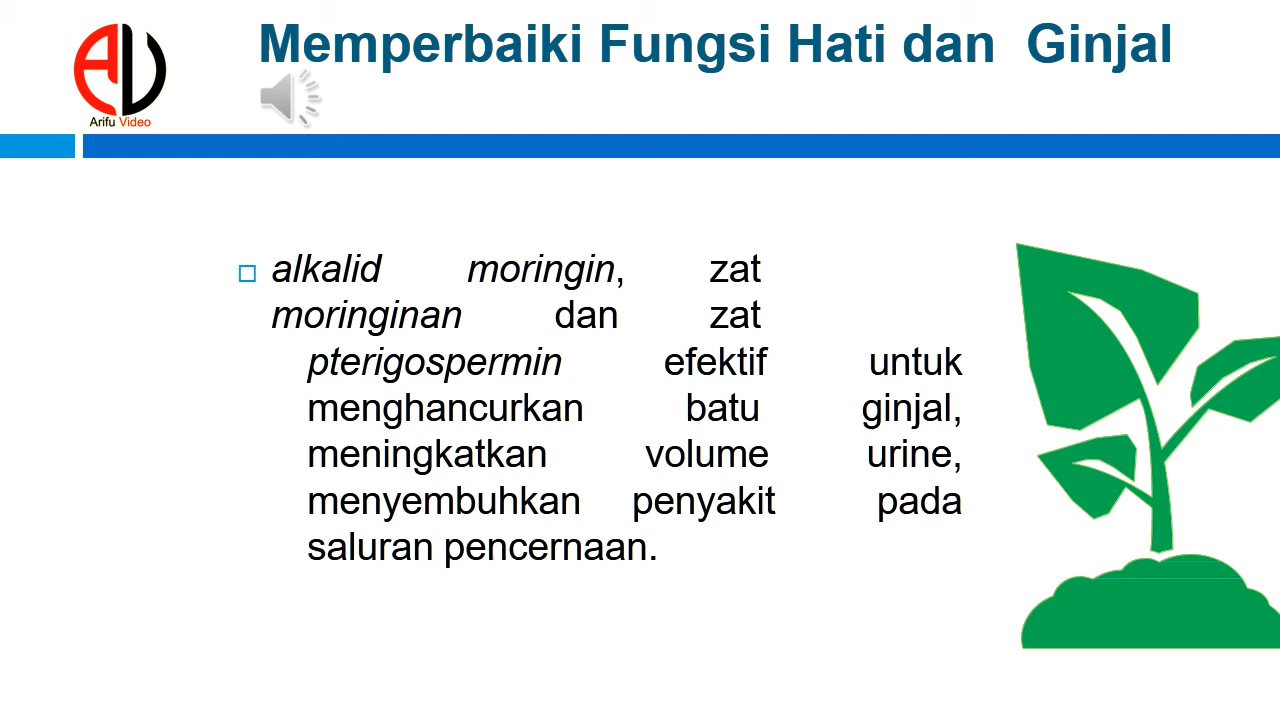 Memperbaiki Fungsi Hati dan Ginjal
Arifu Video
alkalid moringin, zat
moringinan dan zat
pterigospermin efektif untuk
menghancurkan batu ginjal,
meningkatkan volume urine,
menyembuhkan penyakit pada
saluran pencernaan.